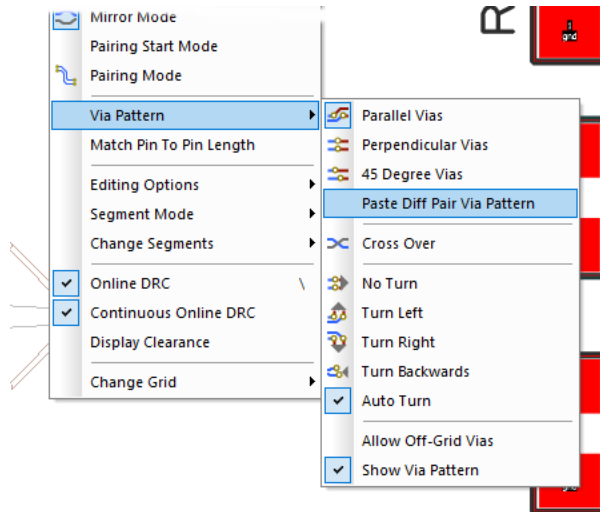 Mirror Mode
Pairing Start Mode
Pairing Mode
Via Pattern
Match Pin To Pin Length
Editing Options
Segment Mode
Change Segments
Online DRC \
Continuous Online DRC
Display Clearance
Change Grid
Parallel Vias
Perpendicular Vias
45 Degree Vias
Paste Diff Pair Via Pattern
Cross Over
No Turn
Turn Left
Turn Right
Turn Backwards
Auto Turn
Allow Off-Grid Vias
Show Via Pattern
R
1
gnd